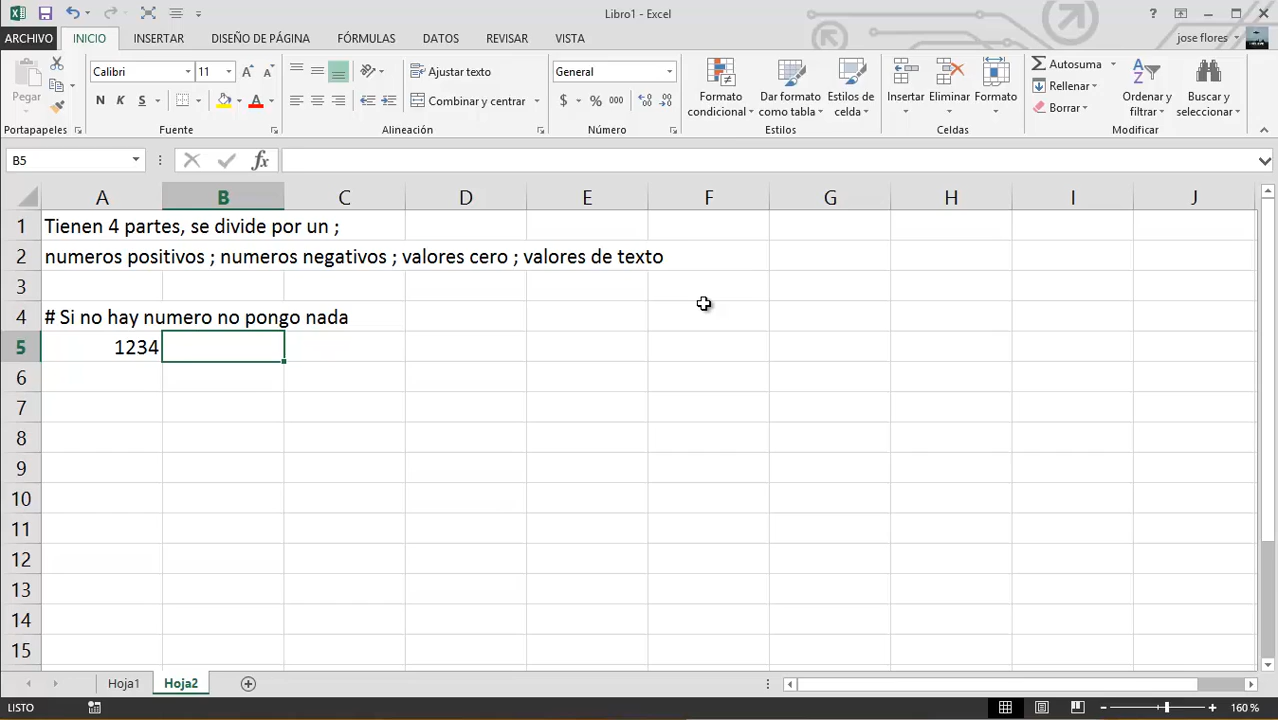 Libro1 - Excel
ARCHIVO INICIO INSERTAR DISEÑO DE PÁGINA FÓRMULAS DATOS REVISAR VISTA jose flores
Pegar
Calibri 11
N K S
Ajustar texto
Combinar y centrar
General
$ % 000
Formato condicional
Dar formato como tabla
Estilos de celda
Insertar
Eliminar
Formato
Autosuma
Rellenar
Borrar
Ordenar y filtrar
Buscar y seleccionar
Portapapeles Fuente Alineación Número Estilos Celdas Modificar
B5 fx
A B C D E F G H I J
1 Tienen 4 partes, se divide por un ;
2 numeros positivos ; numeros negativos ; valores cero ; valores de texto
3
4 # Si no hay numero no pongo nada
5 1234
6
7
8
9
10
11
12
13
14
15
Hoja1 Hoja2
LISTO 160 %